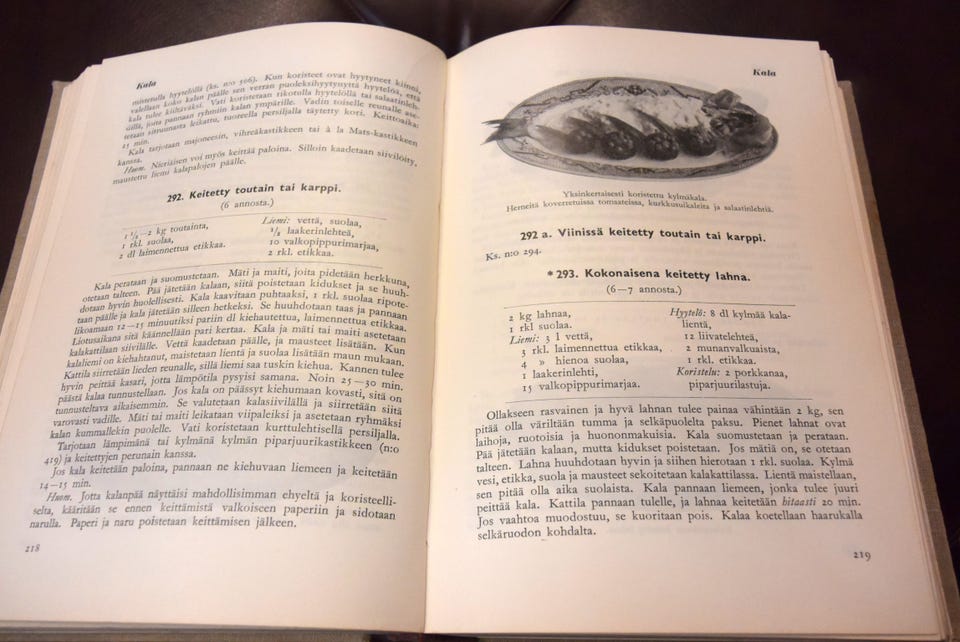 Kala
mistetulla hyytelöllä (ks. n:o 506). Kun koristeet ovat hyytyneet kiinni,
valellaan koko kalan päälle sen verran puoleksihyytynyttä hyytelöä, että
kala tulee kiiltäväksi. Vati koristetaan rikotulla hyytelöllä tai salaatinleh-
dillä, joita pannaan ryhmiin kalan ympärille. Vadin toiselle reunalle ase-
tetaan sitruunasta leikattu, tuoreella persiljalla täytetty kori. Keittoaika:
25 min.
Kala tarjotaan majoneesin, vihreäkastikkeen tai à la Mats-kastikkeen
kanssa.
Huom. Nieriäisen voi myös keittää paloina. Silloin kaadetaan siivilöity,
maustettu liemi kalapalojen päälle.
292. Keitetty toutain tai karppi.
(6 annosta.)
1 ½—2 kg toutainta,
1 rkl. suolaa,
2 dl laimennettua etikkaa.
Liemi: vettä, suolaa,
½ laakerinlehteä,
10 valkopippurimarjaa,
2 rkl. etikkaa.
Kala perataan ja suomustetaan. Mäti ja maiti, joita pidetään herkkuna,
otetaan talteen. Pää jätetään kalaan, siitä poistetaan kidukset ja se huuh-
dotaan hyvin huolellisesti. Kala kaavitaan puhtaaksi, 1 rkl. suolaa ripote-
taan päälle ja kala jätetään silleen hetkeksi. Se huuhdotaan taas ja pannaan
likoamaan 12—15 minuutiksi pariin dl kiehautettua, laimennettua etikkaa.
Liotusaikana sitä käännellään pari kertaa. Kala ja mäti tai maiti asetetaan
kalakattilaan siivilälle. Vettä kaadetaan päälle, ja mausteet lisätään. Kun
kalaliemi on kiehahtanut, maistetaan lientä ja suolaa lisätään maun mukaan.
Kattila siirretään lieden reunalle, sillä liemi saa tuskin kiehua. Kannen tulee
hyvin peittää kasari, jotta lämpötila pysyisi samana. Noin 25—30 min.
päästä kalaa tunnustellaan. Jos kala on päässyt kiehumaan kovasti, sitä on
tunnusteltava aikaisemmin. Se valutetaan kalasiivilällä ja siirretään siitä
varovasti vadille. Mäti tai maiti leikataan viipaleiksi ja asetetaan ryhmäksi
kalan kummallekin puolelle. Vati koristetaan kurttulehtisellä persiljalla.
Tarjotaan lämpimänä tai kylmänä kylmän piparjuurikastikkeen (n:o
419) ja keitettyjen perunain kanssa.
Jos kala keitetään paloina, pannaan ne kiehuvaan liemeen ja keitetään
14—15 min.
Huom. Jotta kalanpää näyttäisi mahdollisimman ehyeltä ja koristeelli-
selta, kääritään se ennen keittämistä valkoiseen paperiin ja sidotaan
narulla. Paperi ja naru poistetaan keittämisen jälkeen.
218
Kala
Yksinkertaisesti koristettu kylmäkala.
Herneitä koverretuissa tomaateissa, kurkkusuikaleita ja salaatinlehtiä.
292 a. Viinissä keitetty toutain tai karppi.
Ks. n:o 294.
*293. Kokonaisena keitetty lahna.
(6—7 annosta.)
2 kg lahnaa,
1 rkl suolaa.
Liemi: 3 l vettä,
3 rkl. laimennettua etikkaa,
4 » hienoa suolaa,
1 laakerinlehti,
15 valkopippurimarjaa.
Hyytelö: 8 dl kylmää kala-
lientä,
12 liivatelehteä,
2 munanvalkuaista,
1 rkl. etikkaa.
Koristelu: 2 porkkanaa,
piparjuurilastuja.
Ollakseen rasvainen ja hyvä lahnan tulee painaa vähintään 2 kg, sen
pitää olla väriltään tumma ja selkäpuolelta paksu. Pienet lahnat ovat
laihoja, ruotoisia ja huononmakuisia. Kala suomustetaan ja perataan.
Pää jätetään kalaan, mutta kidukset poistetaan. Jos mätiä on, se otetaan
talteen. Lahna huuhdotaan hyvin ja siihen hierotaan 1 rkl. suolaa. Kylmä
vesi, etikka, suola ja mausteet sekoitetaan kalakattilassa. Lientä maistellaan,
sen pitää olla aika suolaista. Kala pannaan liemeen, jonka tulee juuri
peittää kala. Kattila pannaan tulelle, ja lahnaa keitetään hitaasti 20 min.
Jos vaahtoa muodostuu, se kuoritaan pois. Kalaa koetellaan haarukalla
selkäruodon kohdalta.
219